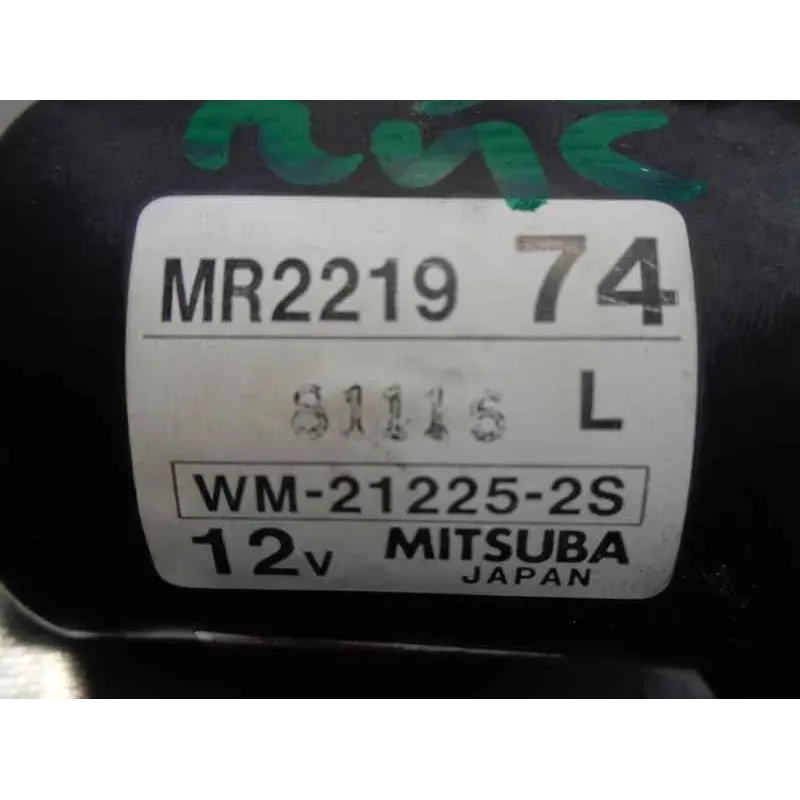 MR2219 74
81116 L
WM-21225-2S
12V MITSUBA
JAPAN